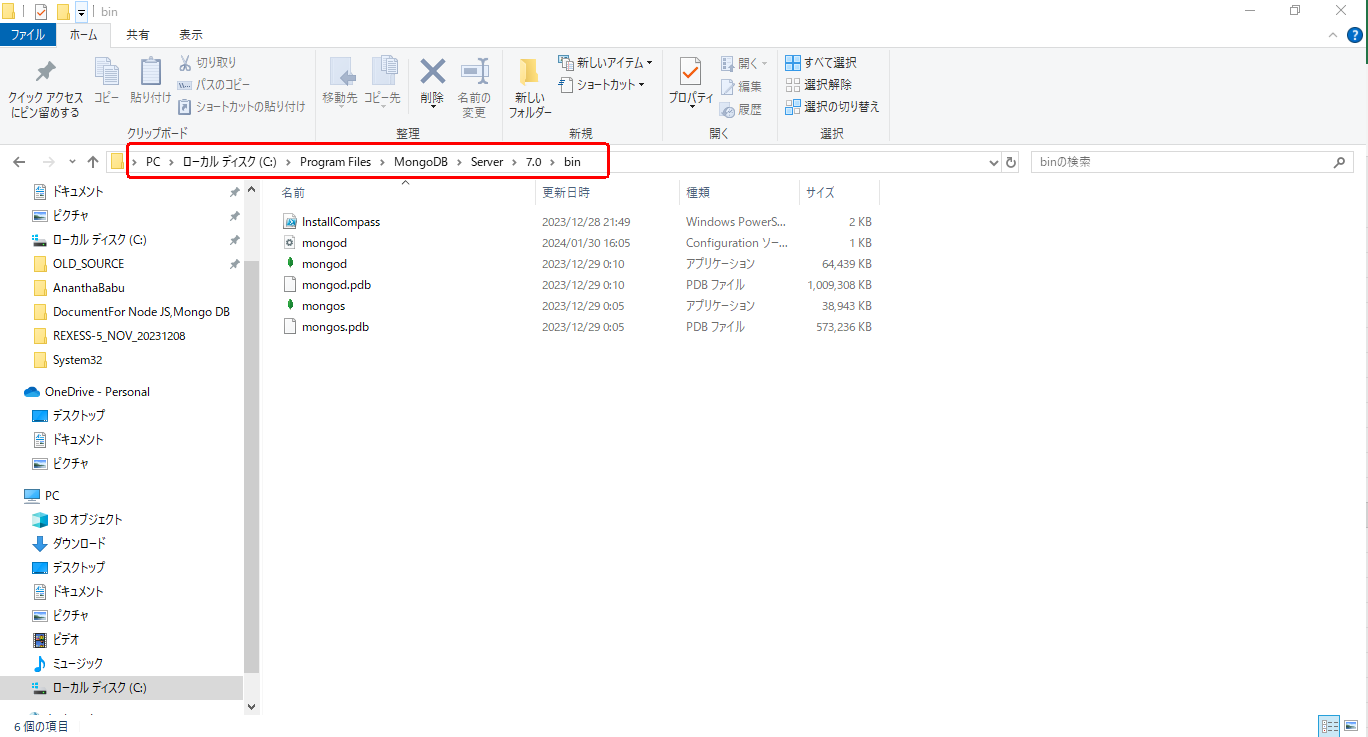 bin
ファイル ホーム 共有 表示
クイック アクセス
にピン留めする
コピー
貼り付け
切り取り
パスのコピー
ショートカットの貼り付け
クリップボード
移動先
コピー先
削除
名前の
変更
整理
新しい
フォルダー
新しいアイテム
ショートカット
新規
プロパティ
開く
編集
履歴
開く
すべて選択
選択解除
選択の切り替え
選択
PC > ローカル ディスク (C:) > Program Files > MongoDB > Server > 7.0 > bin
binの検索
ドキュメント
ピクチャ
ローカル ディスク (C:)
OLD_SOURCE
AnanthaBabu
DocumentFor Node JS,Mongo DB
REXESS-5_NOV_20231208
System32
OneDrive - Personal
デスクトップ
ドキュメント
ピクチャ
PC
3D オブジェクト
ダウンロード
デスクトップ
ドキュメント
ピクチャ
ビデオ
ミュージック
ローカル ディスク (C:)
名前 更新日時 種類 サイズ
InstallCompass 2023/12/28 21:49 Windows PowerS... 2 KB
mongod 2024/01/30 16:05 Configuration ソー... 1 KB
mongod 2023/12/29 0:10 アプリケーション 64,439 KB
mongod.pdb 2023/12/29 0:10 PDB ファイル 1,009,308 KB
mongos 2023/12/29 0:05 アプリケーション 38,943 KB
mongos.pdb 2023/12/29 0:05 PDB ファイル 573,236 KB
6 個の項目